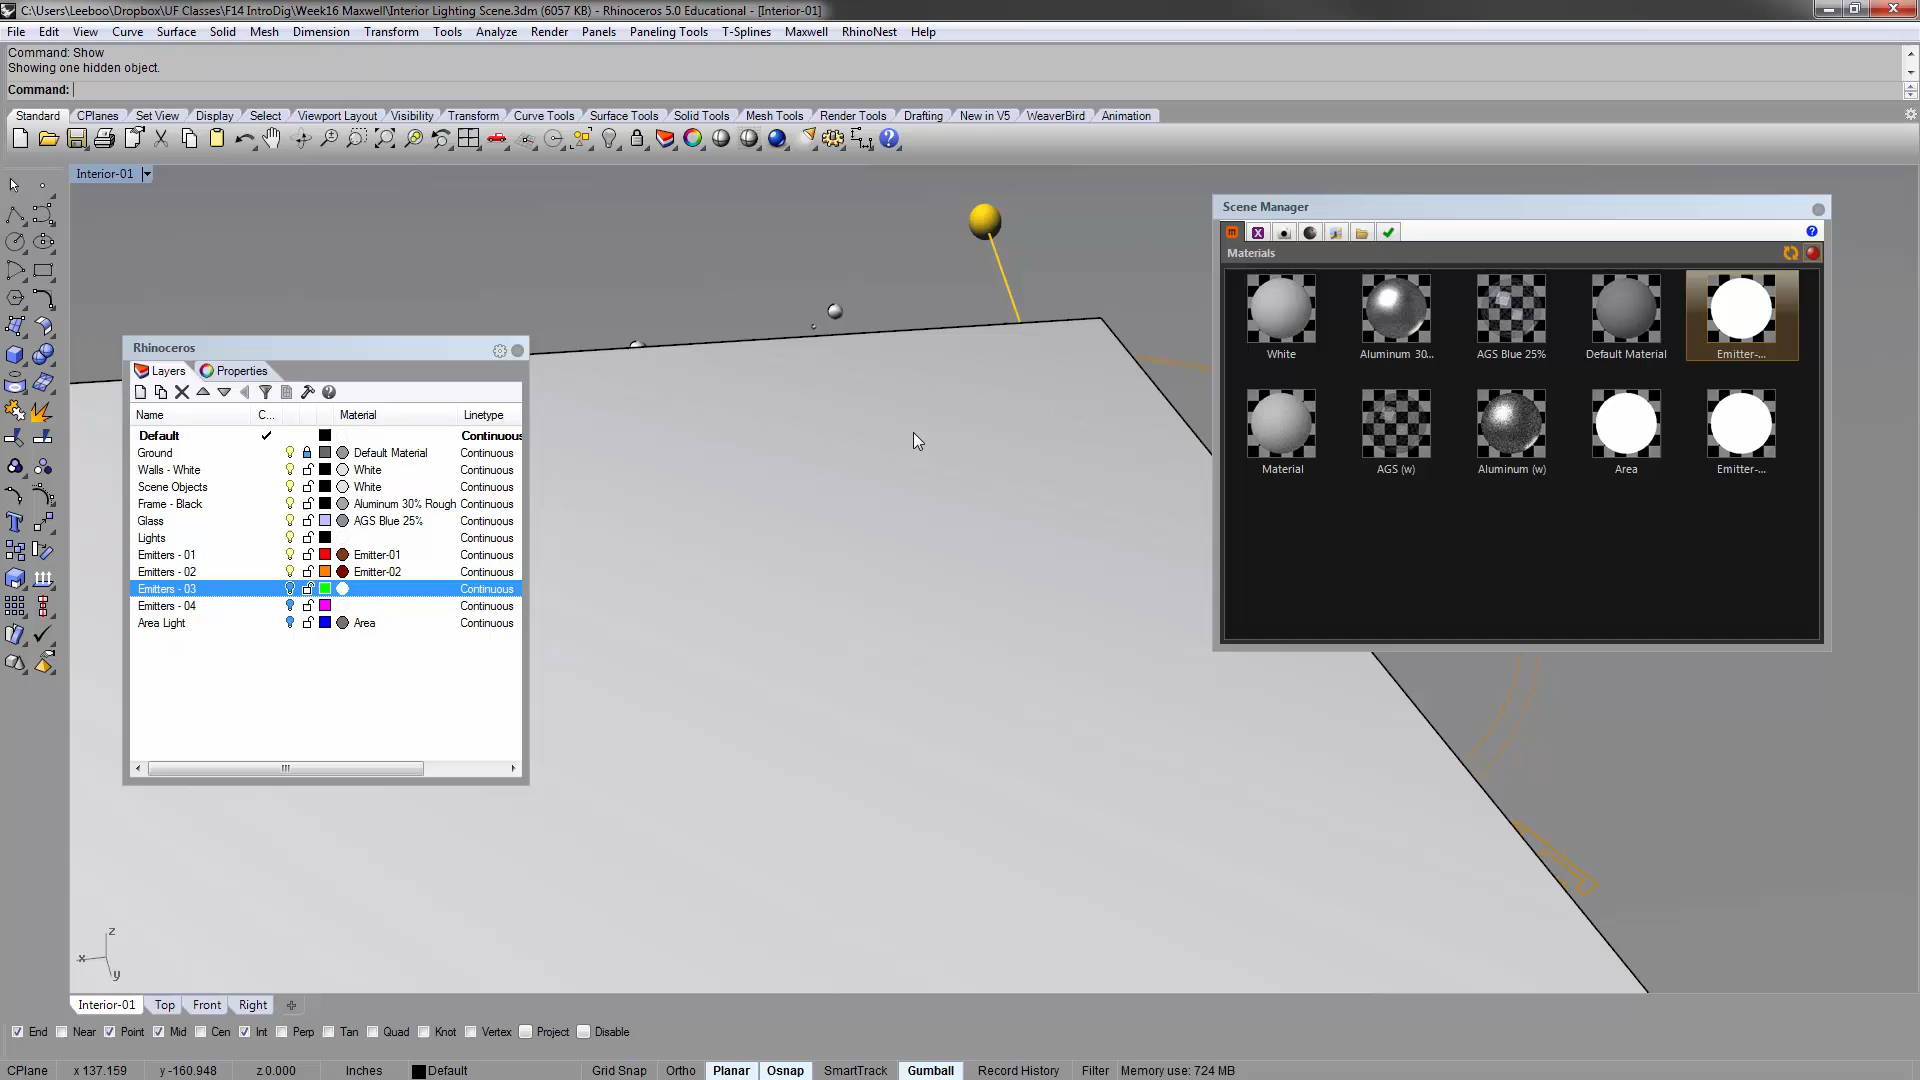 C:\Users\Leeboo\Dropbox\UF Classes\F14 IntroDig\Week16 Maxwell\Interior Lighting Scene.3dm (6057 KB) - Rhinoceros 5.0 Educational - [Interior-01]
File Edit View Curve Surface Solid Mesh Dimension Transform Tools Analyze Render Panels Paneling Tools T-Splines Maxwell RhinoNest Help
Command: Show
Showing one hidden object.
Command:
Standard CPlanes Set View Display Select Viewport Layout Visibility Transform Curve Tools Surface Tools Solid Tools Mesh Tools Render Tools Drafting New in V5 WeaverBird Animation
Interior-01
Scene Manager
Materials
White Aluminum 30... AGS Blue 25% Default Material Emitter-...
Material AGS (w) Aluminum (w) Area Emitter-...
Rhinoceros
Layers Properties
Name C... Material Linetype
Default Continuous
Ground Default Material Continuous
Walls - White White Continuous
Scene Objects White Continuous
Frame - Black Aluminum 30% Rough Continuous
Glass AGS Blue 25% Continuous
Lights Continuous
Emitters - 01 Emitter-01 Continuous
Emitters - 02 Emitter-02 Continuous
Emitters - 03 Continuous
Emitters - 04 Continuous
Area Light Area Continuous
z
x
y
Interior-01 Top Front Right
End Near Point Mid Cen Int Perp Tan Quad Knot Vertex Project Disable
CPlane x 137.159 y -160.948 z 0.000 Inches Default Grid Snap Ortho Planar Osnap SmartTrack Gumball Record History Filter Memory use: 724 MB